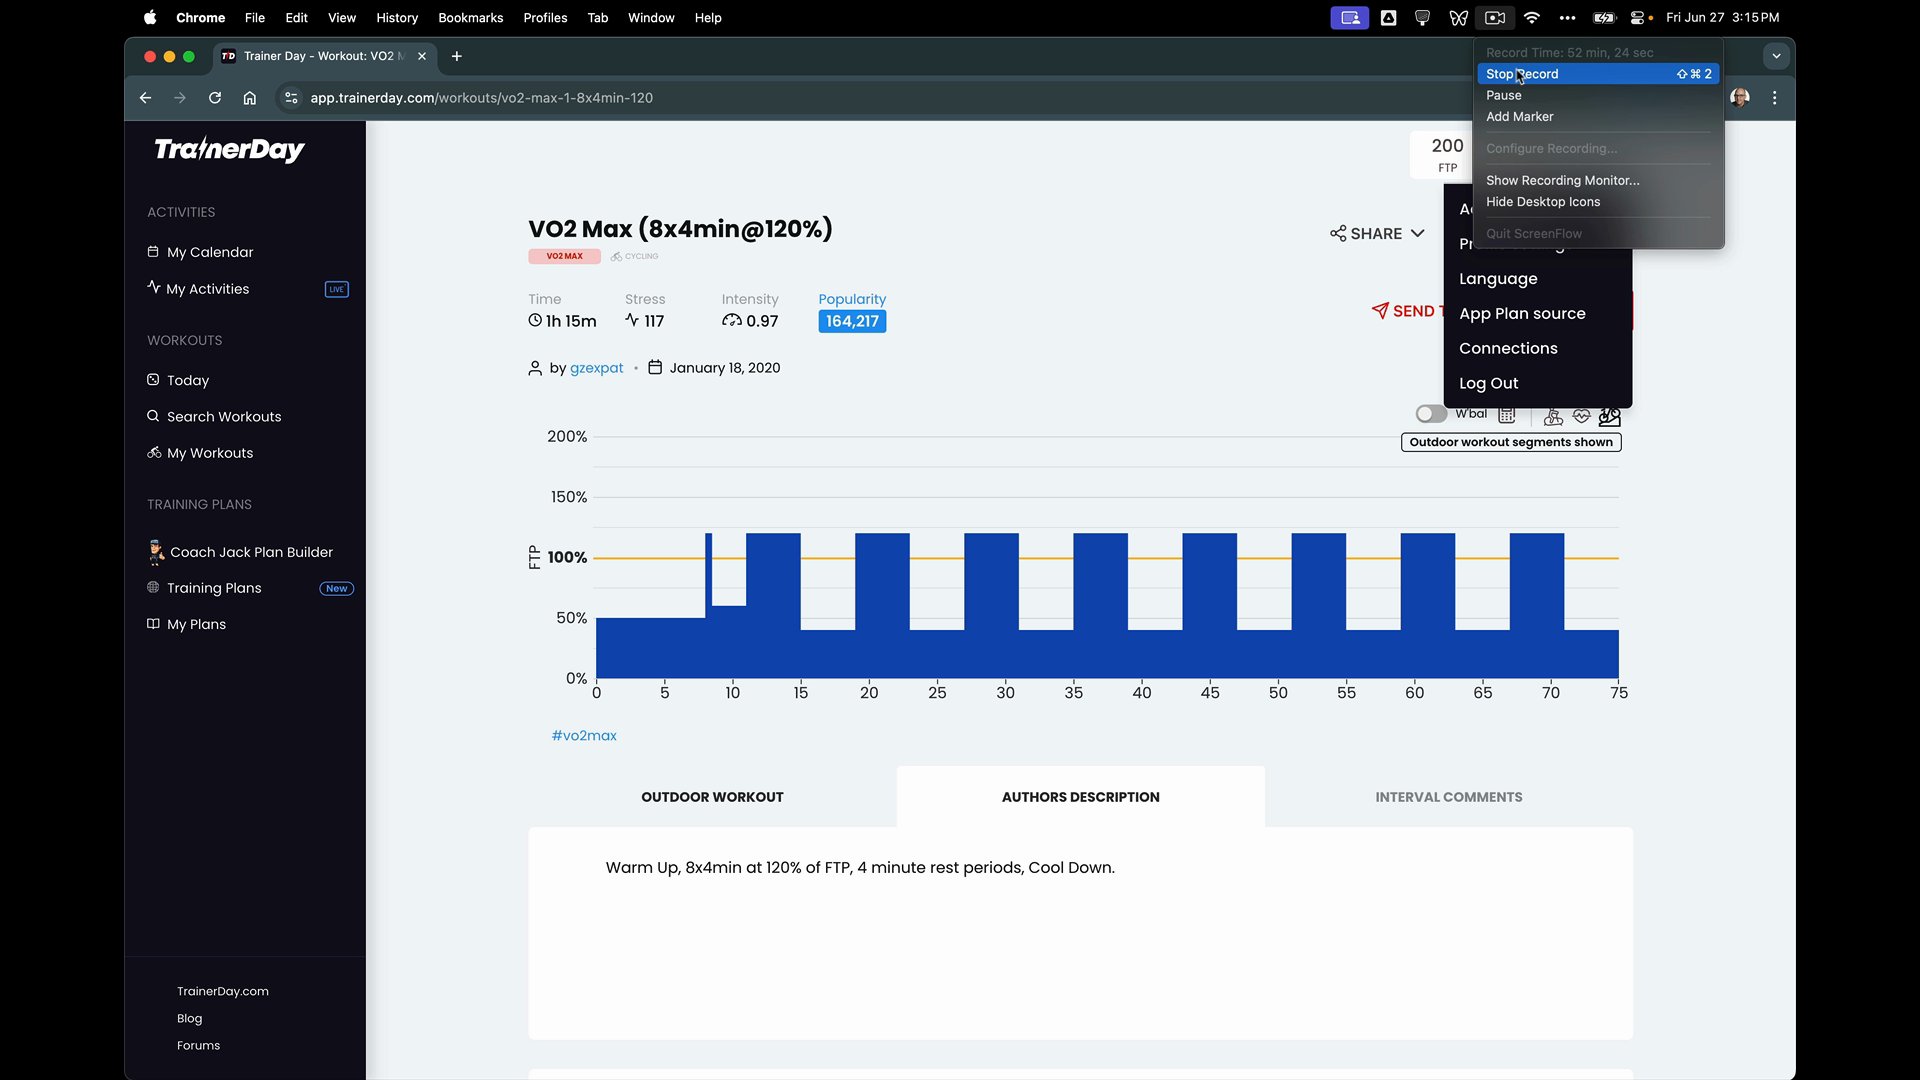 Chrome File Edit View History Bookmarks Profiles Tab Window Help
Fri Jun 27 3:15 PM
Trainer Day - Workout: VO2 M
app.trainerday.com/workouts/vo2-max-1-8x4min-120
Record Time: 52 min, 24 sec
Stop Record ⇧⌘2
Pause
Add Marker
Configure Recording...
Show Recording Monitor...
Hide Desktop Icons
Quit ScreenFlow
TrainerDay
ACTIVITIES
My Calendar
My Activities LIVE
WORKOUTS
Today
Search Workouts
My Workouts
TRAINING PLANS
Coach Jack Plan Builder
Training Plans New
My Plans
TrainerDay.com
Blog
Forums
200
FTP
Language
App Plan source
Connections
Log Out
VO2 Max (8x4min@120%)
VO2 MAX CYCLING
SHARE
Time Stress Intensity Popularity
1h 15m 117 0.97 164,217
SEND
by gzexpat • January 18, 2020
W'bal
Outdoor workout segments shown
200%
150%
100%
50%
0%
FTP
0 5 10 15 20 25 30 35 40 45 50 55 60 65 70 75
#vo2max
OUTDOOR WORKOUT AUTHORS DESCRIPTION INTERVAL COMMENTS
Warm Up, 8x4min at 120% of FTP, 4 minute rest periods, Cool Down.